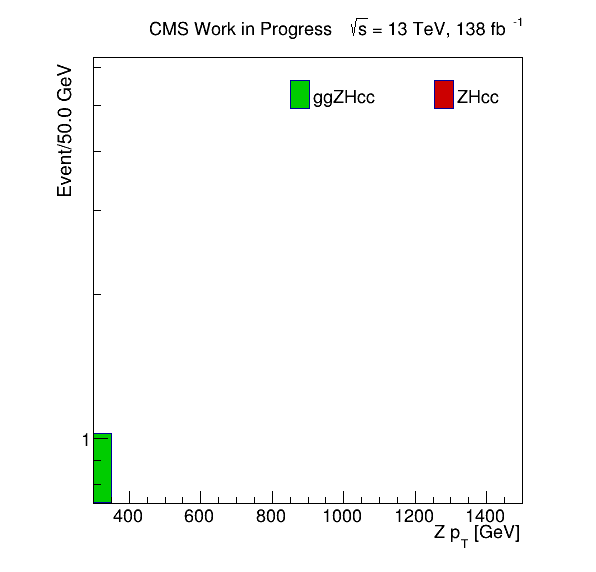 CMS Work in Progress √s = 13 TeV, 138 fb⁻¹
Event/50.0 GeV
ggZHcc ZHcc
1
400 600 800 1000 1200 1400
Z p_T [GeV]